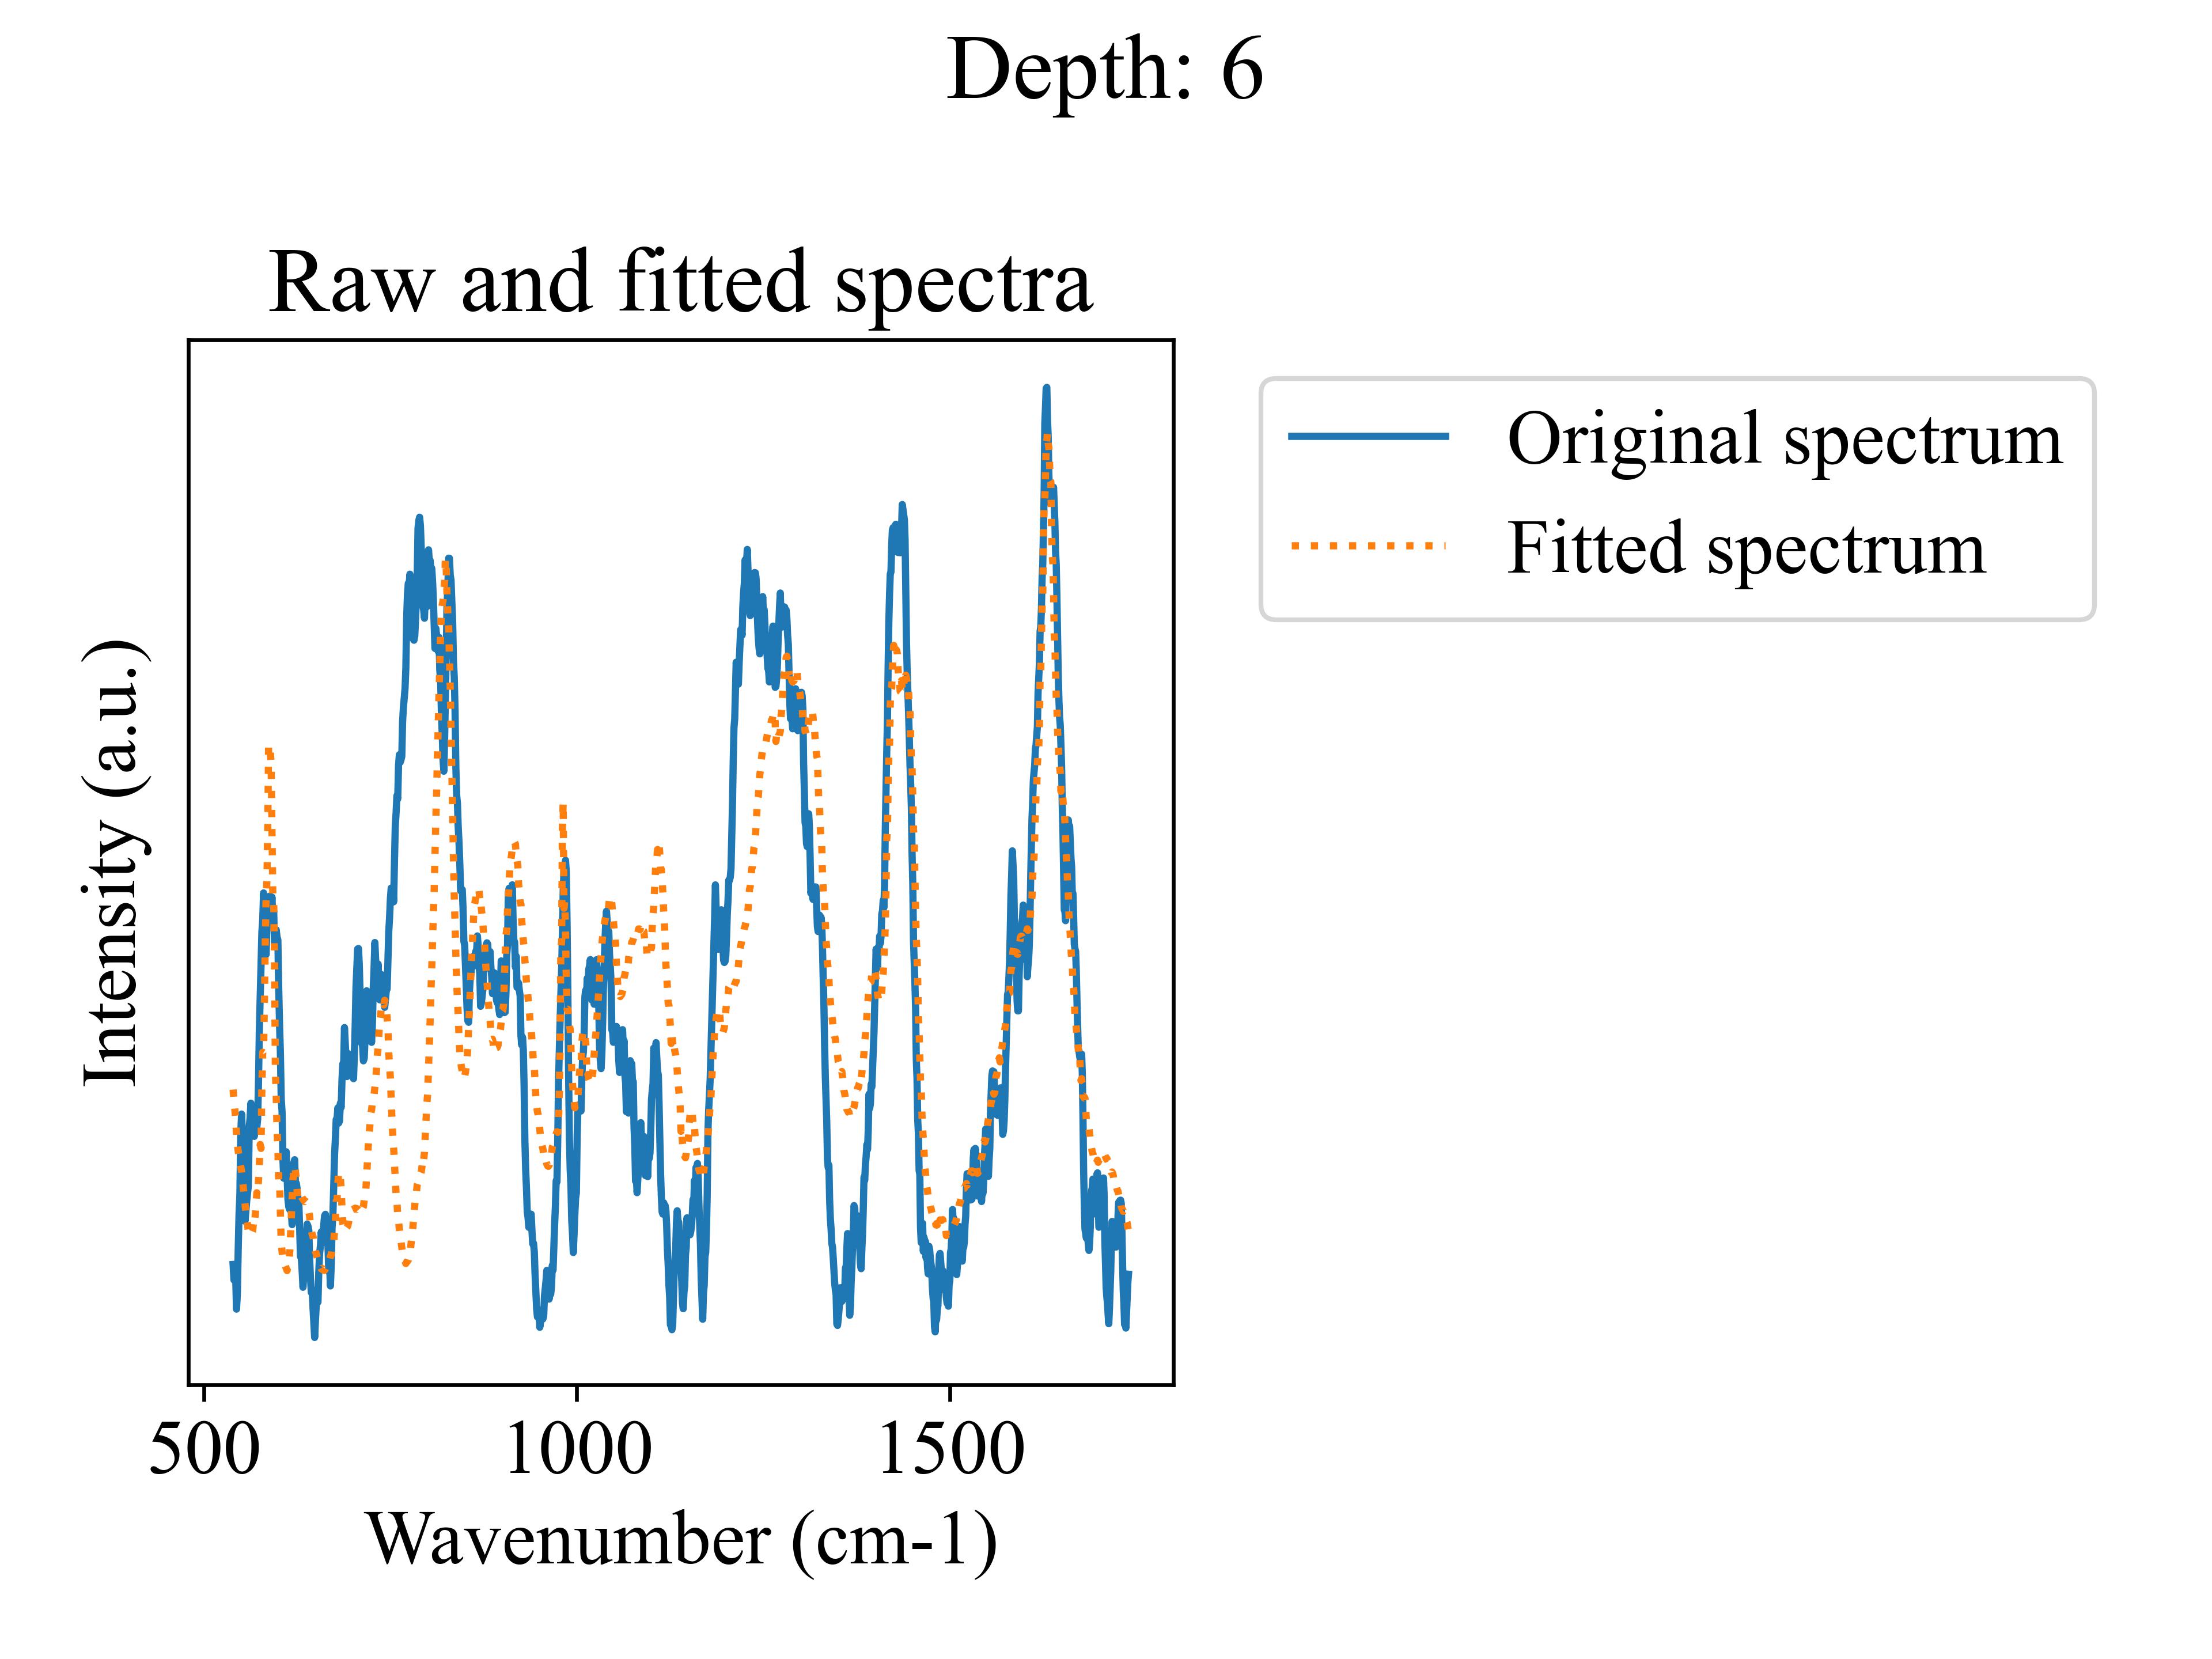 Depth: 6
Raw and fitted spectra
Original spectrum
Fitted spectrum
Intensity (a.u.)
500 1000 1500
Wavenumber (cm-1)